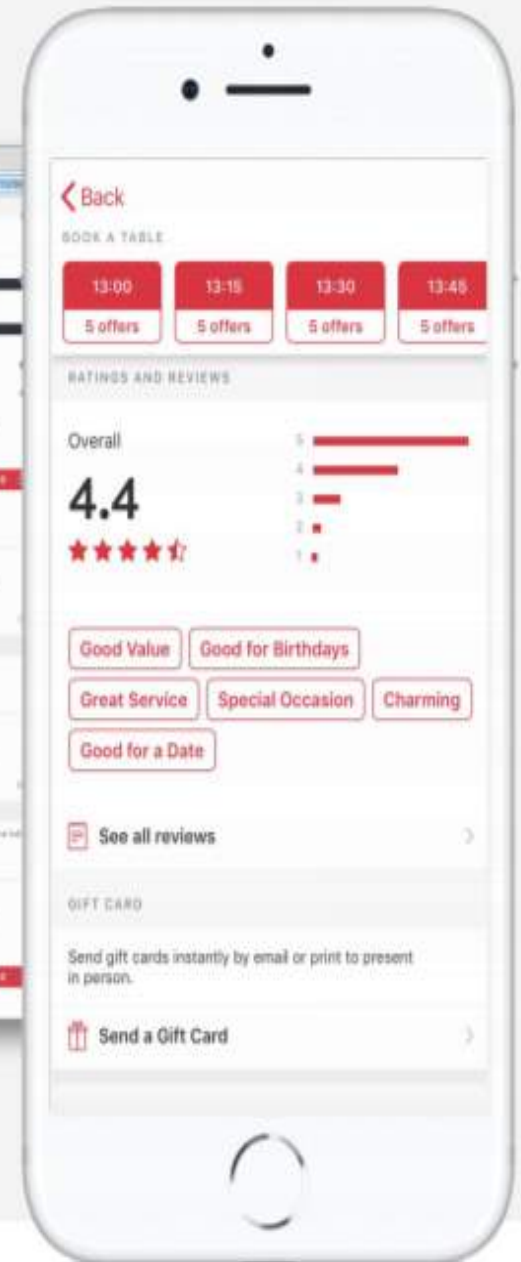 Back
BOOK A TABLE
13:00 13:15 13:30 13:45
5 offers 5 offers 5 offers 5 offers
RATINGS AND REVIEWS
Overall
4.4
5
4
3
2
1
Good Value Good for Birthdays
Great Service Special Occasion Charming
Good for a Date
See all reviews
GIFT CARD
Send gift cards instantly by email or print to present
in person.
Send a Gift Card